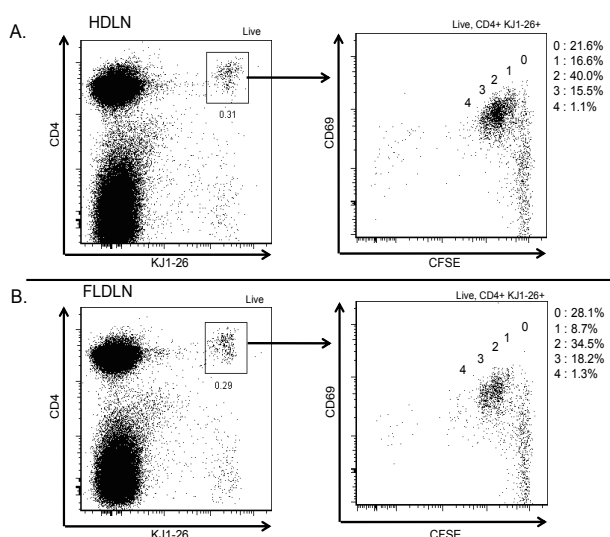 A.
HDLN
Live
CD4
0.31
KJ1-26
Live, CD4+ KJ1-26+
0
1
2
3
4
CD69
CFSE
0 : 21.6%
1 : 16.6%
2 : 40.0%
3 : 15.5%
4 : 1.1%
B.
FLDLN
Live
CD4
0.29
KJ1-26
Live, CD4+ KJ1-26+
0
1
2
3
4
CD69
CFSE
0 : 28.1%
1 : 8.7%
2 : 34.5%
3 : 18.2%
4 : 1.3%